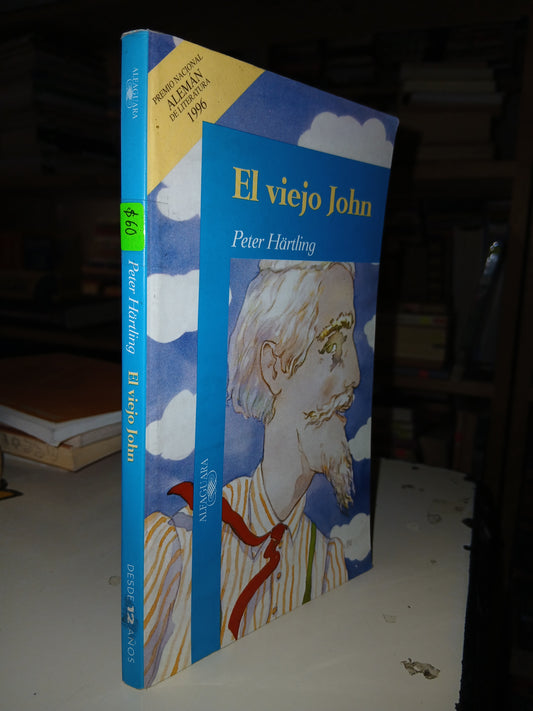 PREMIO NACIONAL
ALEMÁN
DE LITERATURA
1996
El viejo John
Peter Härtling
ALFAGUARA
ALFAGUARA
$60
Peter Härtling El viejo John
DESDE 12 AÑOS